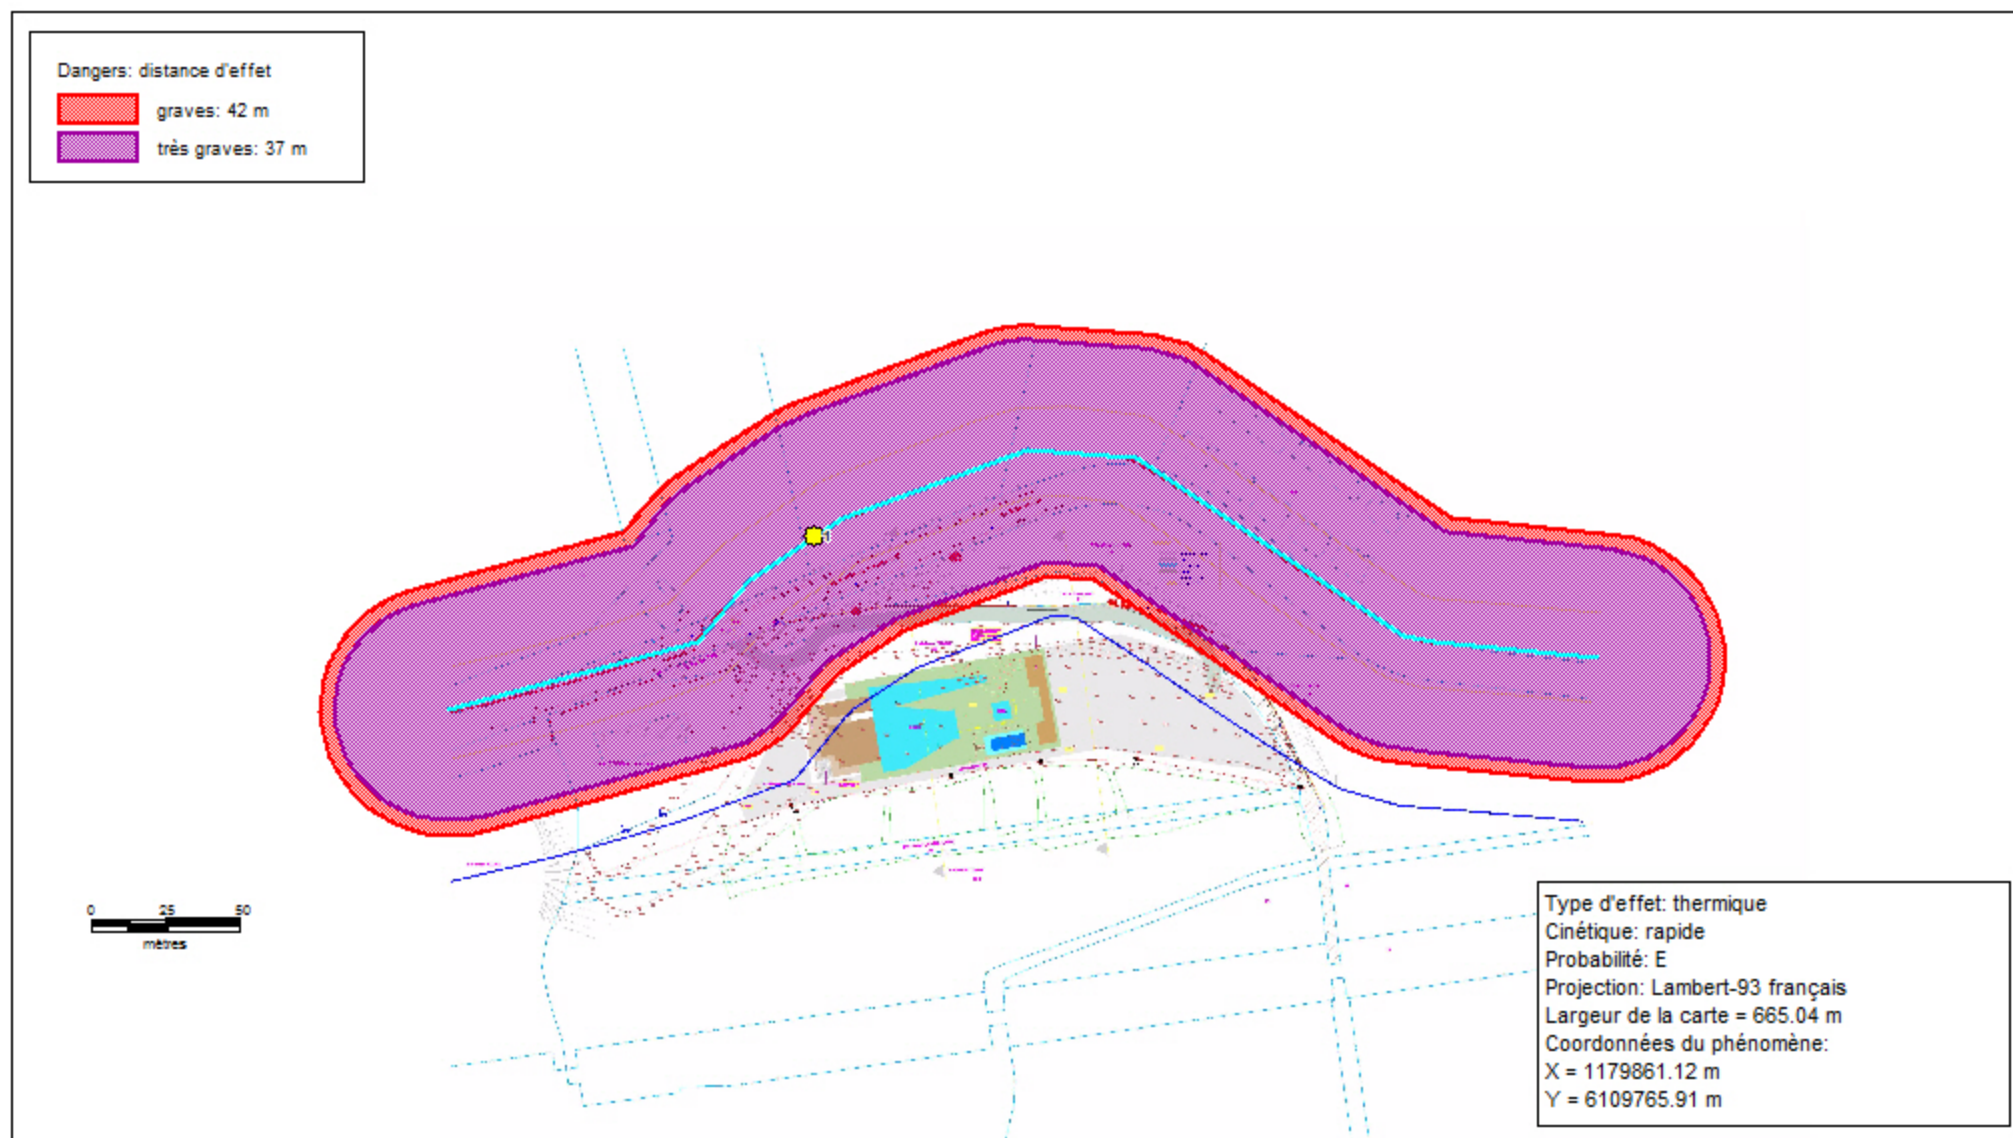 Dangers: distance d'effet
graves: 42 m
très graves: 37 m
1
0 25 50
mètres
Type d'effet: thermique
Cinétique: rapide
Probabilité: E
Projection: Lambert-93 français
Largeur de la carte = 665.04 m
Coordonnées du phénomène:
X = 1179861.12 m
Y = 6109765.91 m